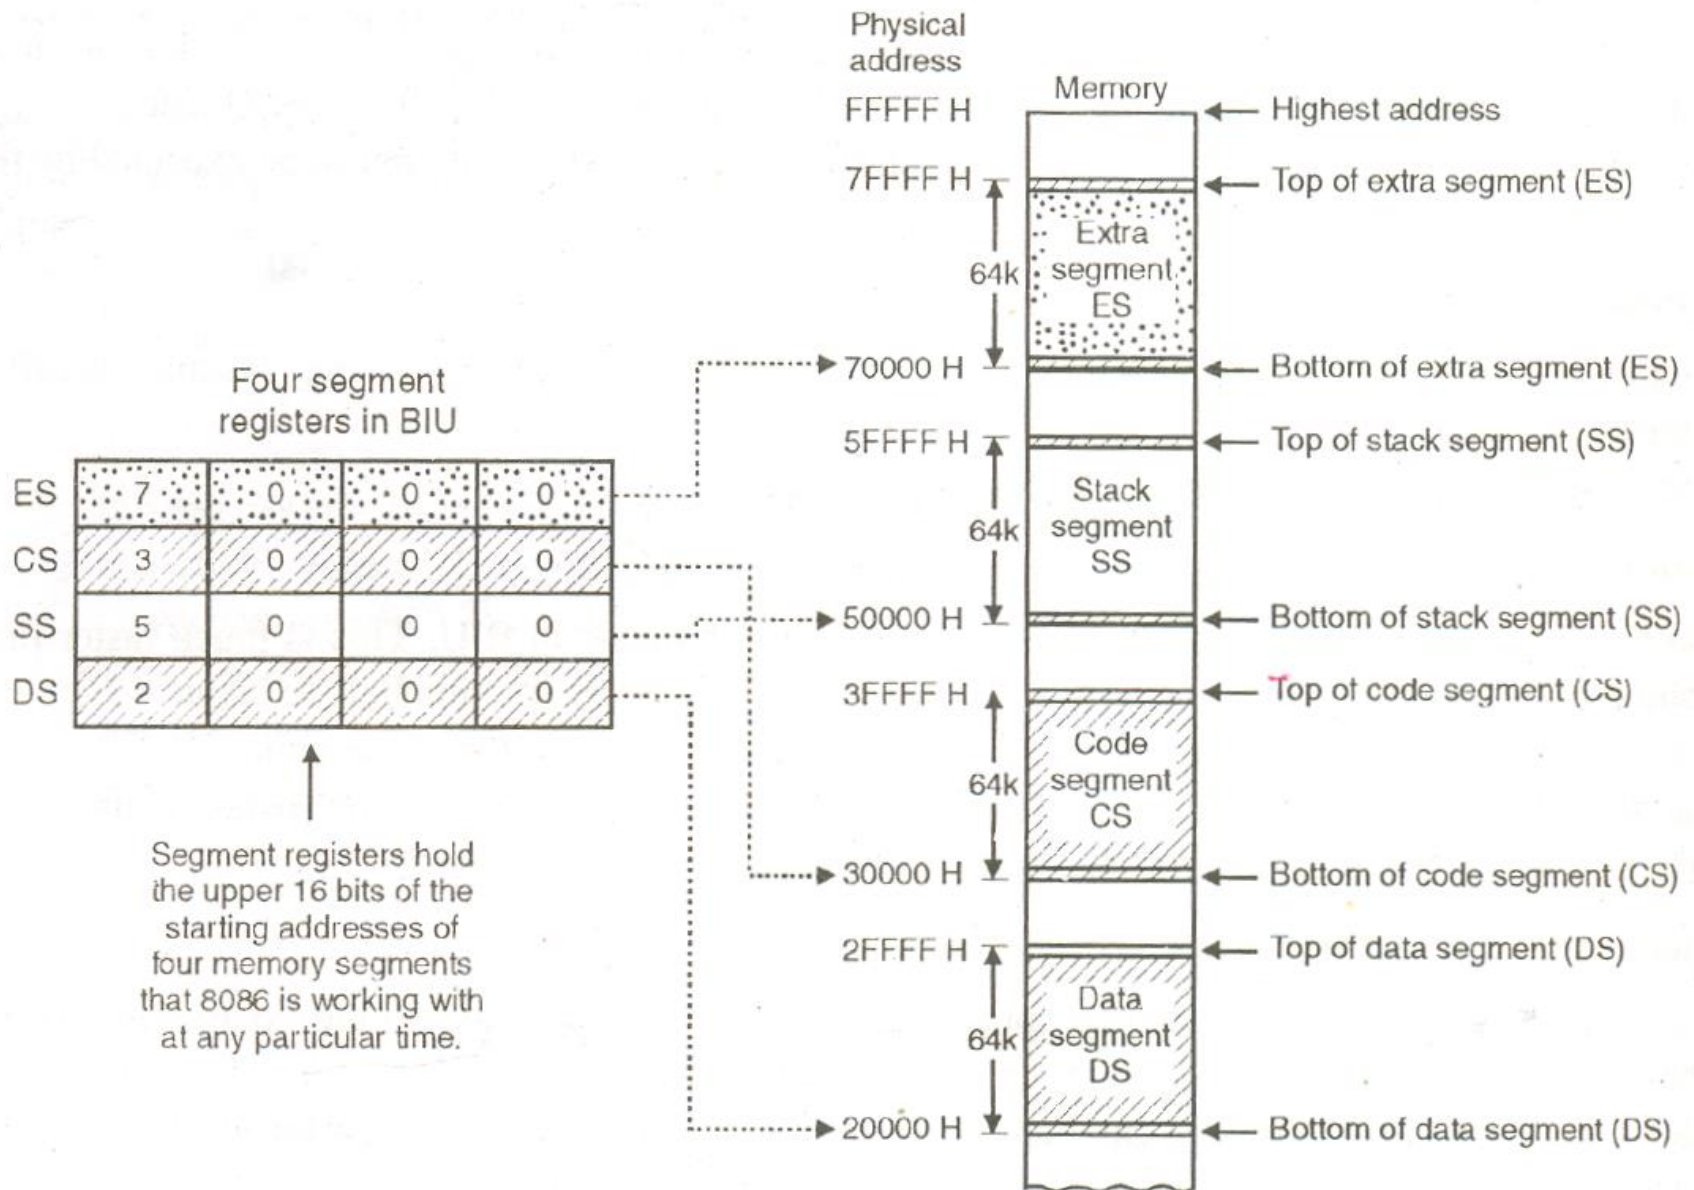 Physical
address
Memory
FFFFF H
Highest address
7FFFF H
Top of extra segment (ES)
Extra
segment
ES
64k
70000 H
Bottom of extra segment (ES)
Four segment
registers in BIU
ES 7 0 0 0
CS 3 0 0 0
SS 5 0 0 0
DS 2 0 0 0
Segment registers hold
the upper 16 bits of the
starting addresses of
four memory segments
that 8086 is working with
at any particular time.
5FFFF H
Top of stack segment (SS)
Stack
segment
SS
64k
50000 H
Bottom of stack segment (SS)
3FFFF H
Top of code segment (CS)
Code
segment
CS
64k
30000 H
Bottom of code segment (CS)
2FFFF H
Top of data segment (DS)
Data
segment
DS
64k
20000 H
Bottom of data segment (DS)